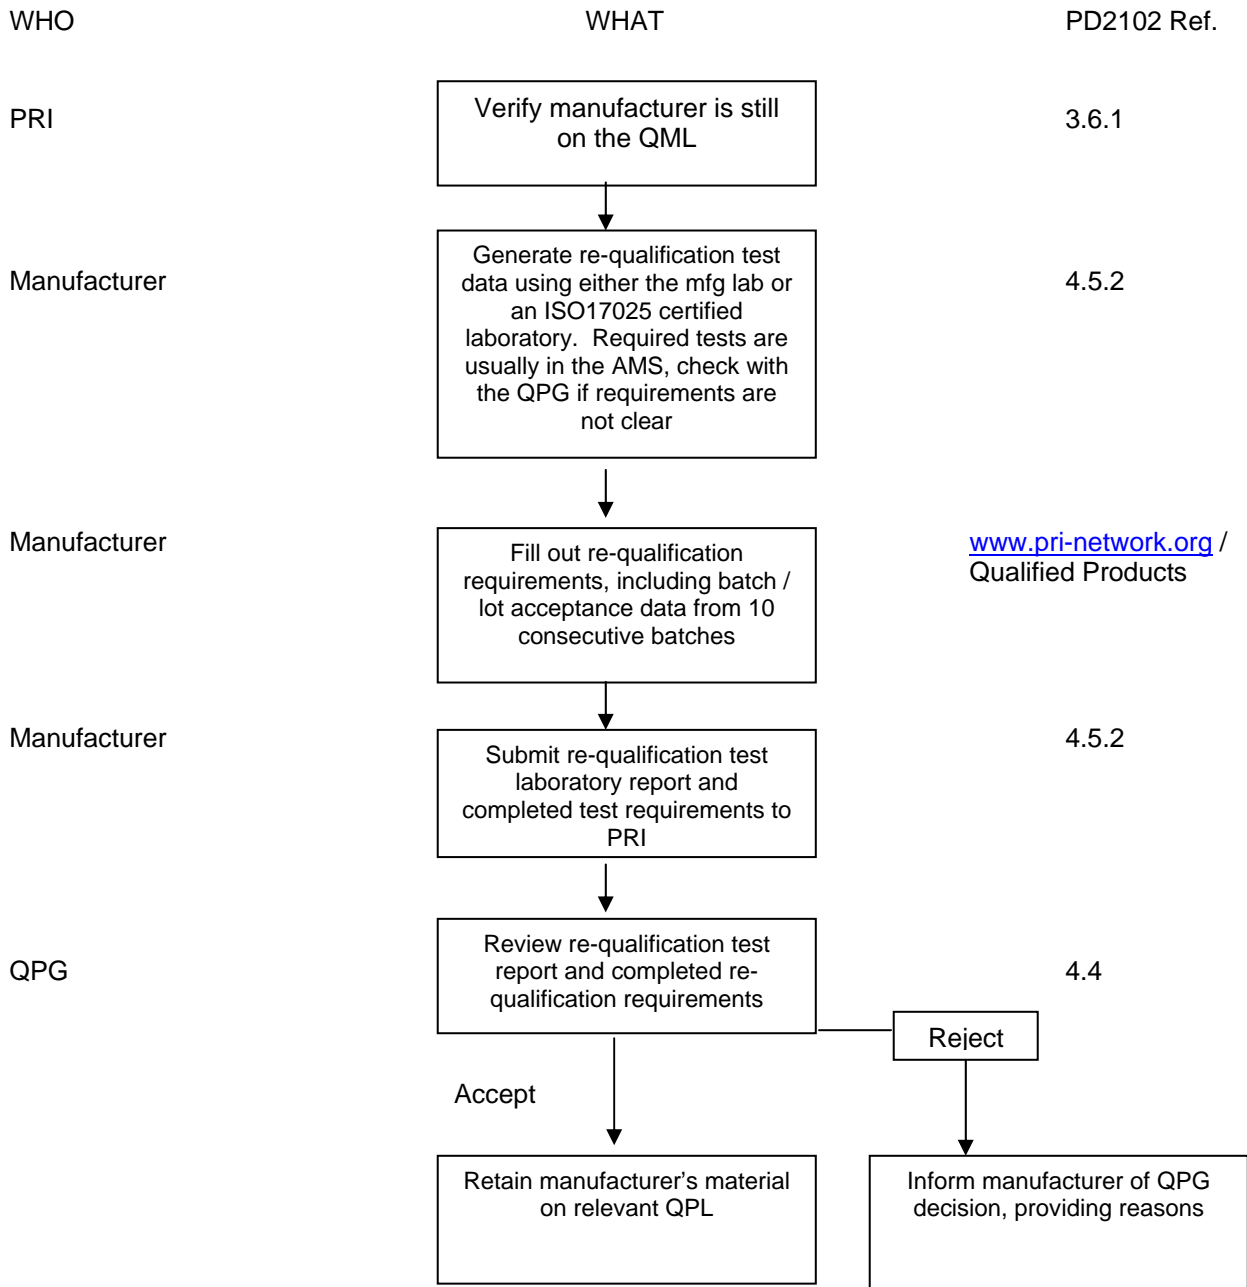 WHO WHAT PD2102 Ref.
PRI
Verify manufacturer is still
on the QML
3.6.1
Manufacturer
Generate re-qualification test
data using either the mfg lab or
an ISO17025 certified
laboratory.  Required tests are
usually in the AMS, check with
the QPG if requirements are
not clear
4.5.2
Manufacturer
Fill out re-qualification
requirements, including batch /
lot acceptance data from 10
consecutive batches
www.pri-network.org /
Qualified Products
Manufacturer
Submit re-qualification test
laboratory report and
completed test requirements to
PRI
4.5.2
QPG
Review re-qualification test
report and completed re-
qualification requirements
4.4
Reject
Accept
Retain manufacturer’s material
on relevant QPL
Inform manufacturer of QPG
decision, providing reasons